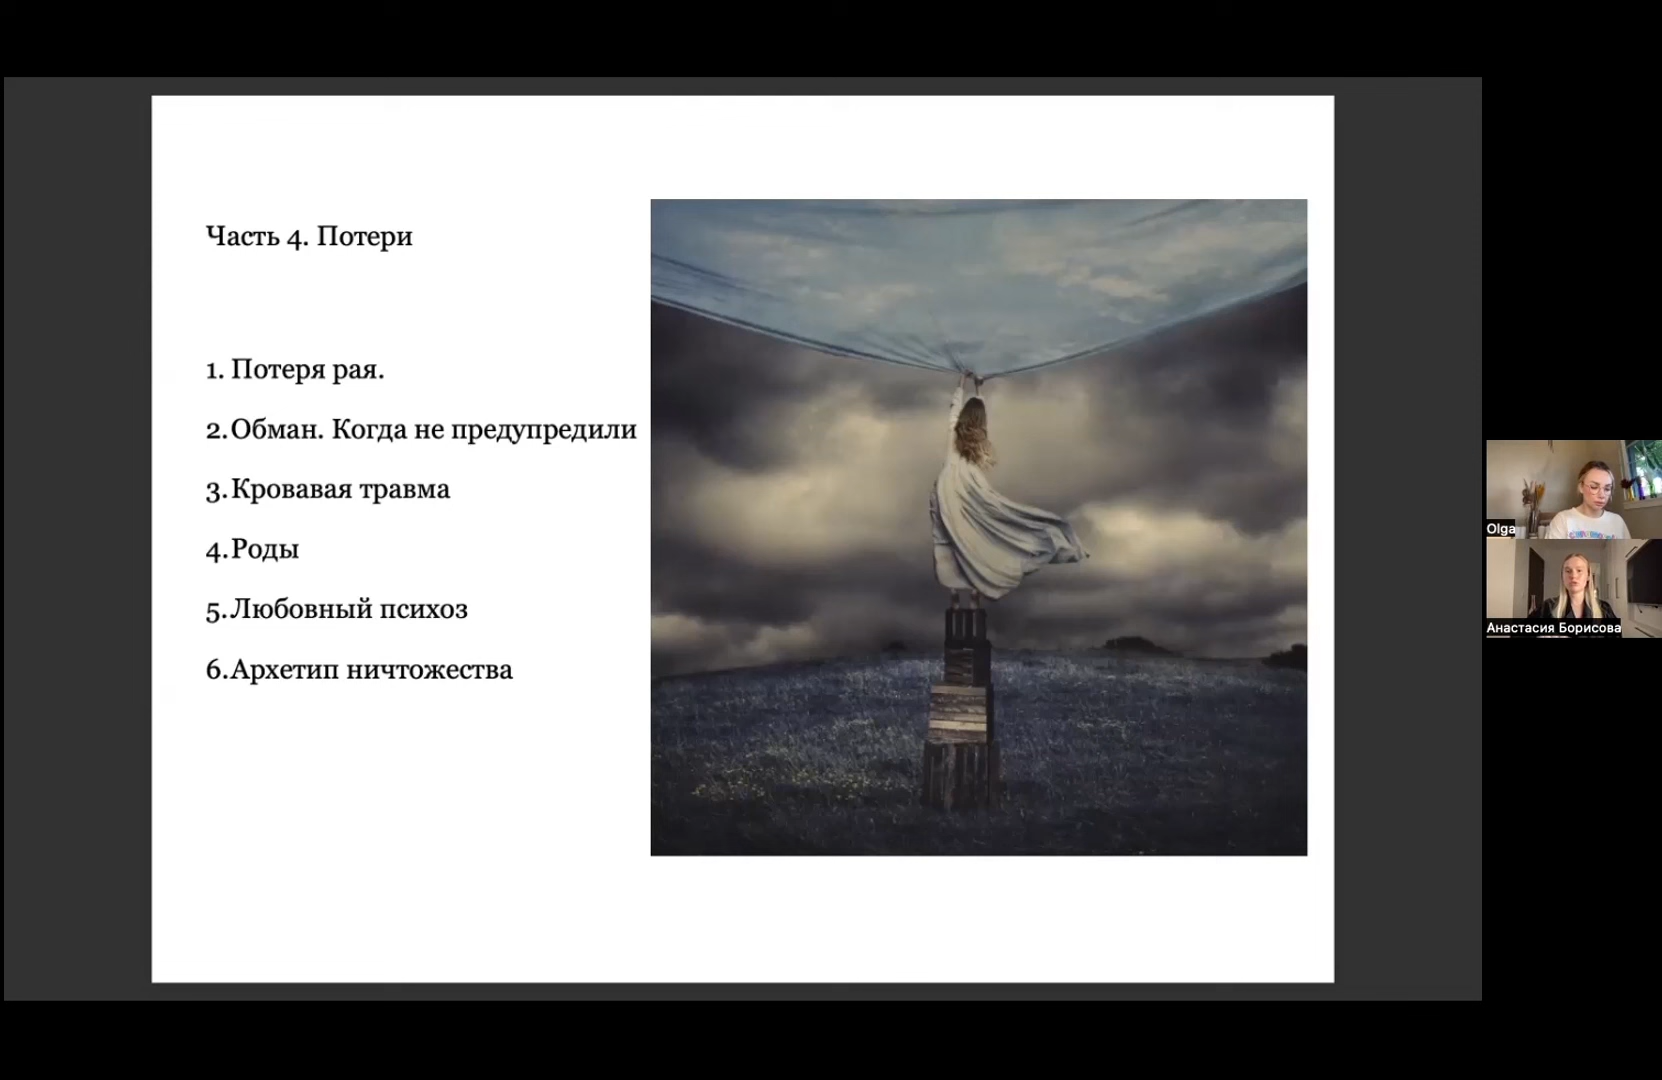 Часть 4. Потери
1. Потеря рая.
2. Обман. Когда не предупредили
3. Кровавая травма
4. Роды
5. Любовный психоз
6. Архетип ничтожества
Olga
Анастасия Борисова